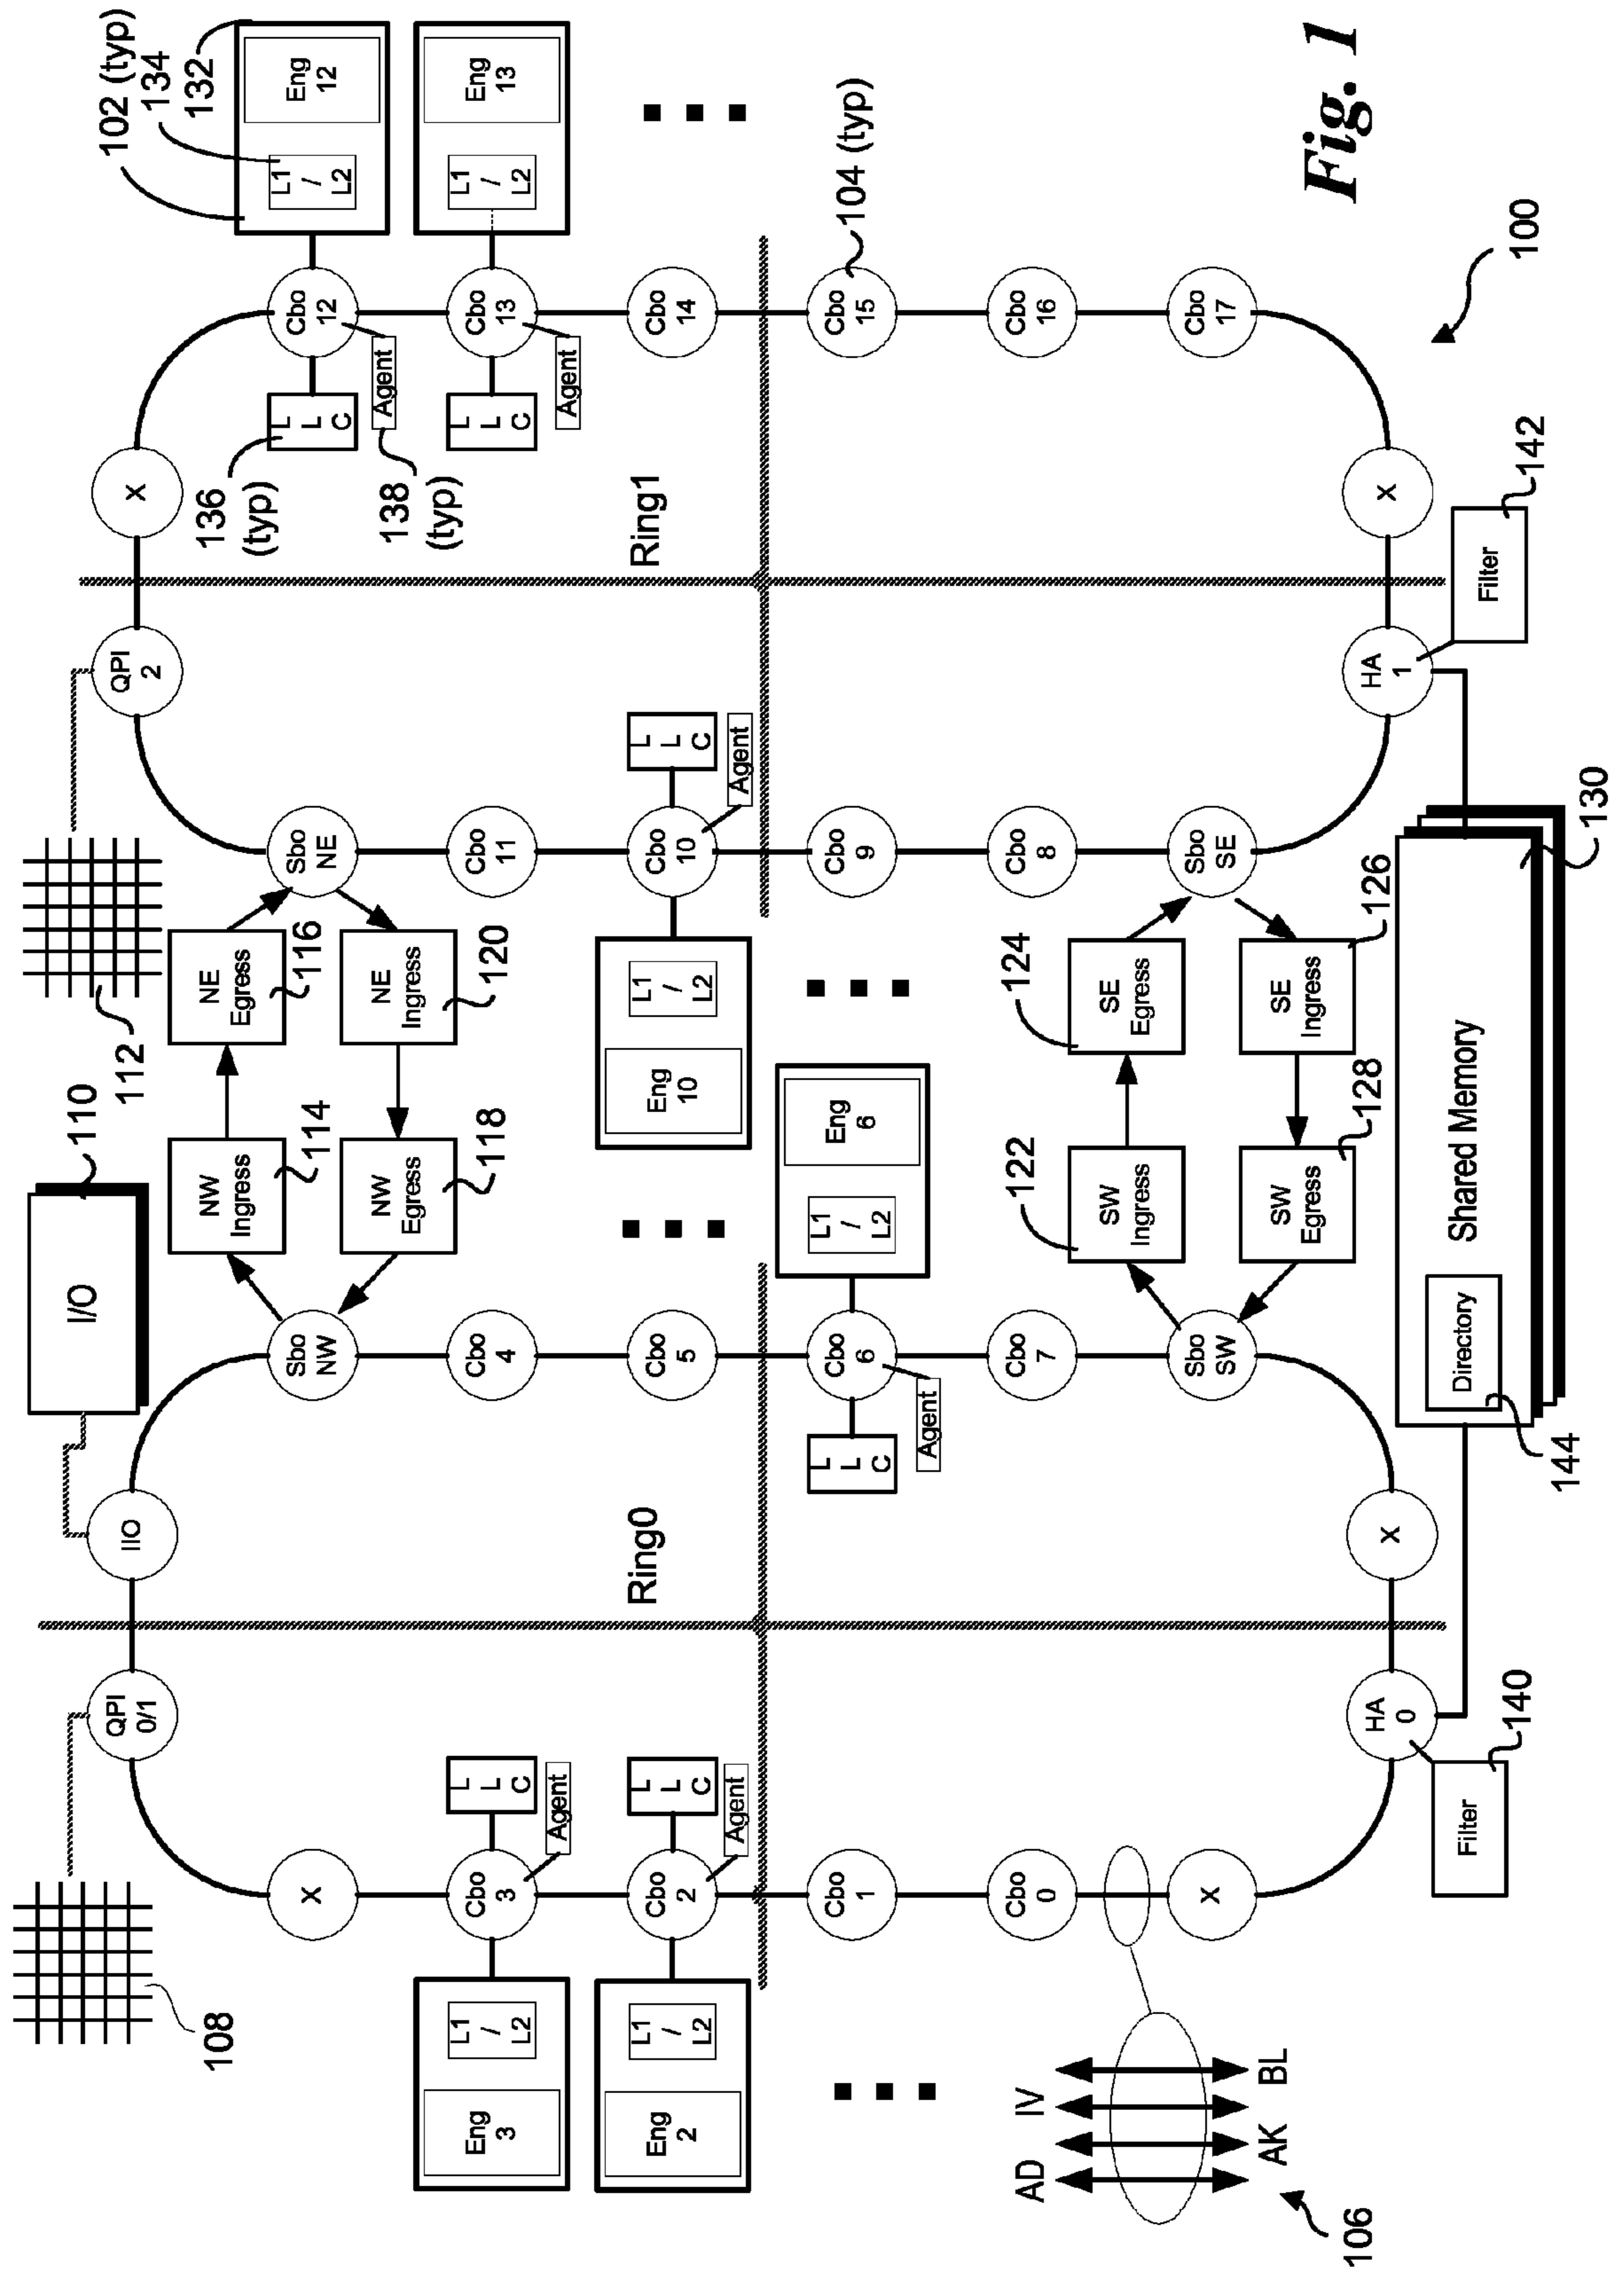 108
I/O
110
112
102 (typ)
134
132
QPI
0/1
IIO
QPI
2
X
NW
Ingress
114
NE
Egress
116
136
(typ)
X
Sbo
NW
Sbo
NE
L
L
C
Cbo
12
L1
/
L2
Eng
12
NW
Egress
118
NE
Ingress
120
138
(typ)
Agent
Eng
3
L1
/
L2
Cbo
3
L
L
C
Agent
Cbo
4
Cbo
11
L
L
C
Cbo
13
Agent
L1
/
L2
Eng
13
Eng
2
L1
/
L2
Cbo
2
L
L
C
Agent
Ring0
Cbo
5
Eng
10
L1
/
L2
Cbo
10
L
L
C
Agent
Ring1
Cbo
14
Cbo
1
L
L
C
Cbo
6
Agent
L1
/
L2
Eng
6
Cbo
9
Cbo
15
104 (typ)
AD
IV
Cbo
0
Cbo
7
122
124
Cbo
8
Cbo
16
SW
Ingress
SE
Egress
X
Sbo
SW
Sbo
SE
Cbo
17
AK
BL
106
SW
Egress
128
SE
Ingress
126
HA
0
X
HA
1
X
Filter
140
Directory
144
Shared Memory
130
Filter
142
100
Fig. 1